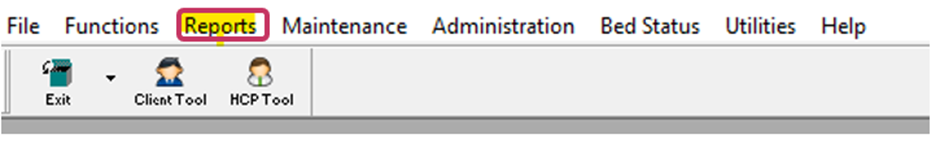 File Functions Reports Maintenance Administration Bed Status Utilities Help
Exit Client Tool HCP Tool